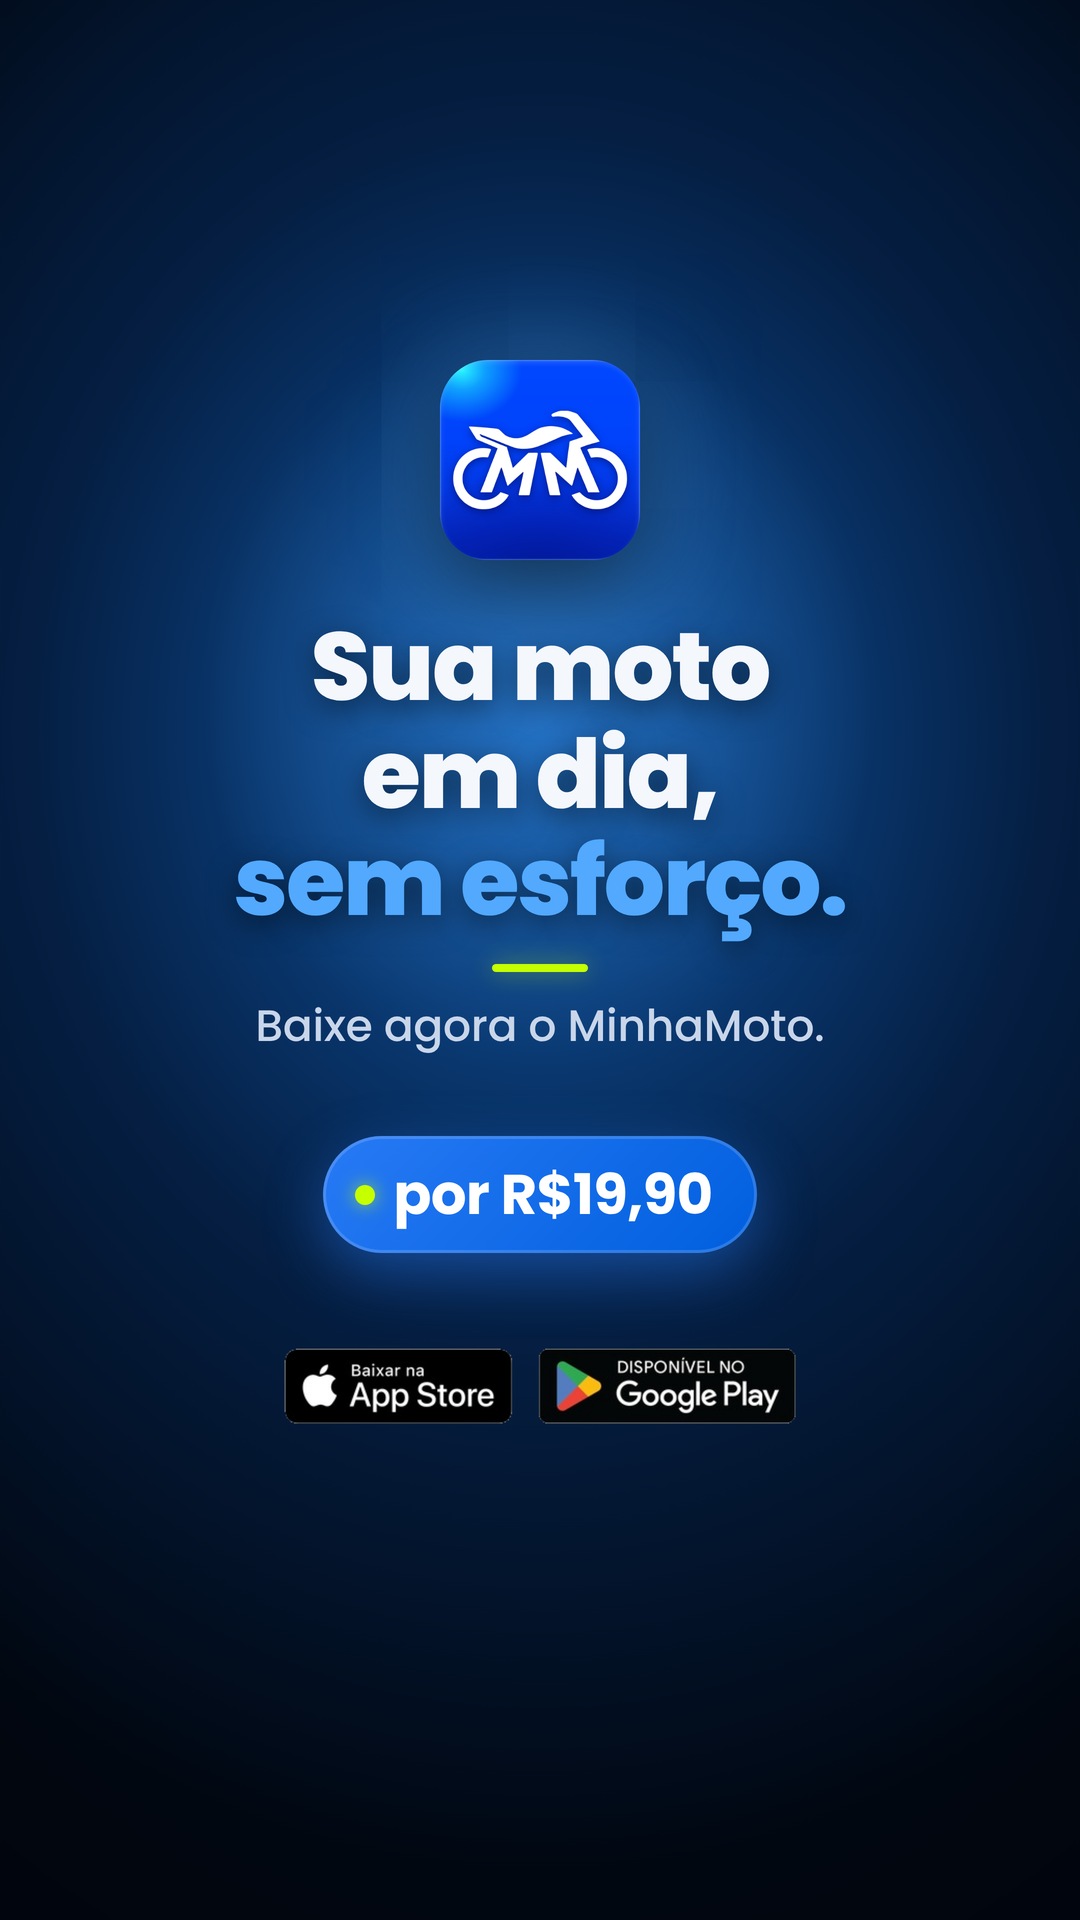 MM
Sua moto
em dia,
sem esforço.
Baixe agora o MinhaMoto.
por R$19,90
Baixar na
App Store
DISPONÍVEL NO
Google Play